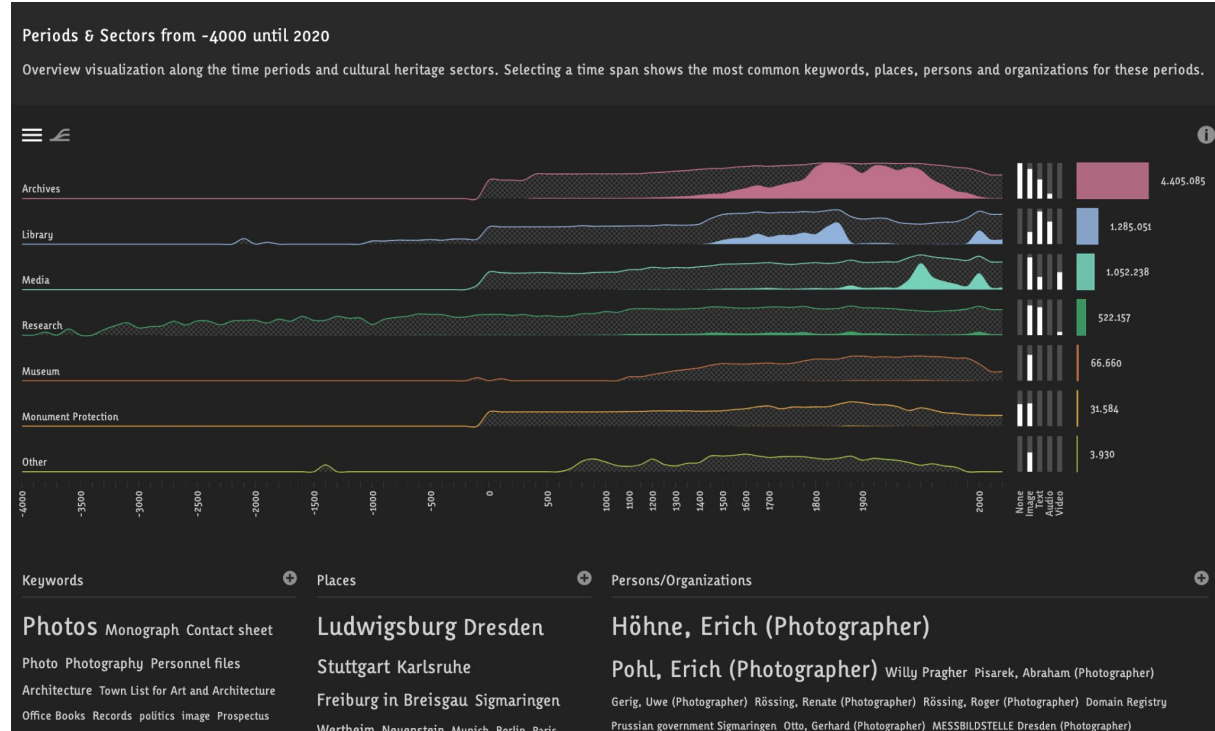 Periods & Sectors from -4000 until 2020
Overview visualization along the time periods and cultural heritage sectors. Selecting a time span shows the most common keywords, places, persons and organizations for these periods.
i
Archives
4.405.085
Library
1.285.051
Media
1.052.238
Research
522.157
Museum
66.660
Monument Protection
31.584
Other
3.930
-4000 -3500 -3000 -2500 -2000 -1500 -1000 -500 0 500 1000 1100 1200 1300 1400 1500 1600 1700 1800 1900 2000 None Image Text Audio Video
Keywords
Photos Monograph Contact sheet
Photo Photography Personnel files
Architecture Town List for Art and Architecture
Office Books Records politics image Prospectus
Places
Ludwigsburg Dresden
Stuttgart Karlsruhe
Freiburg in Breisgau Sigmaringen
Wertheim Neuenstein Munich Berlin Paris
Persons/Organizations
Höhne, Erich (Photographer)
Pohl, Erich (Photographer) Willy Pragher Pisarek, Abraham (Photographer)
Gerig, Uwe (Photographer) Rössing, Renate (Photographer) Rössing, Roger (Photographer) Domain Registry
Prussian government Sigmaringen Otto, Gerhard (Photographer) MESSBILDSTELLE Dresden (Photographer)